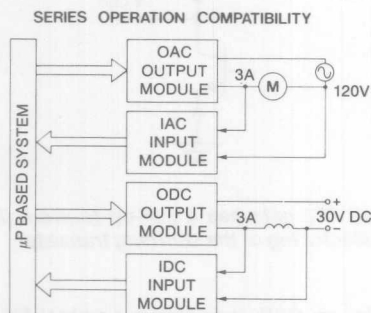 SERIES OPERATION COMPATIBILITY
µP BASED SYSTEM
OAC
OUTPUT
MODULE
3A
M
120V
IAC
INPUT
MODULE
ODC
OUTPUT
MODULE
+
3A
30V DC
−
IDC
INPUT
MODULE